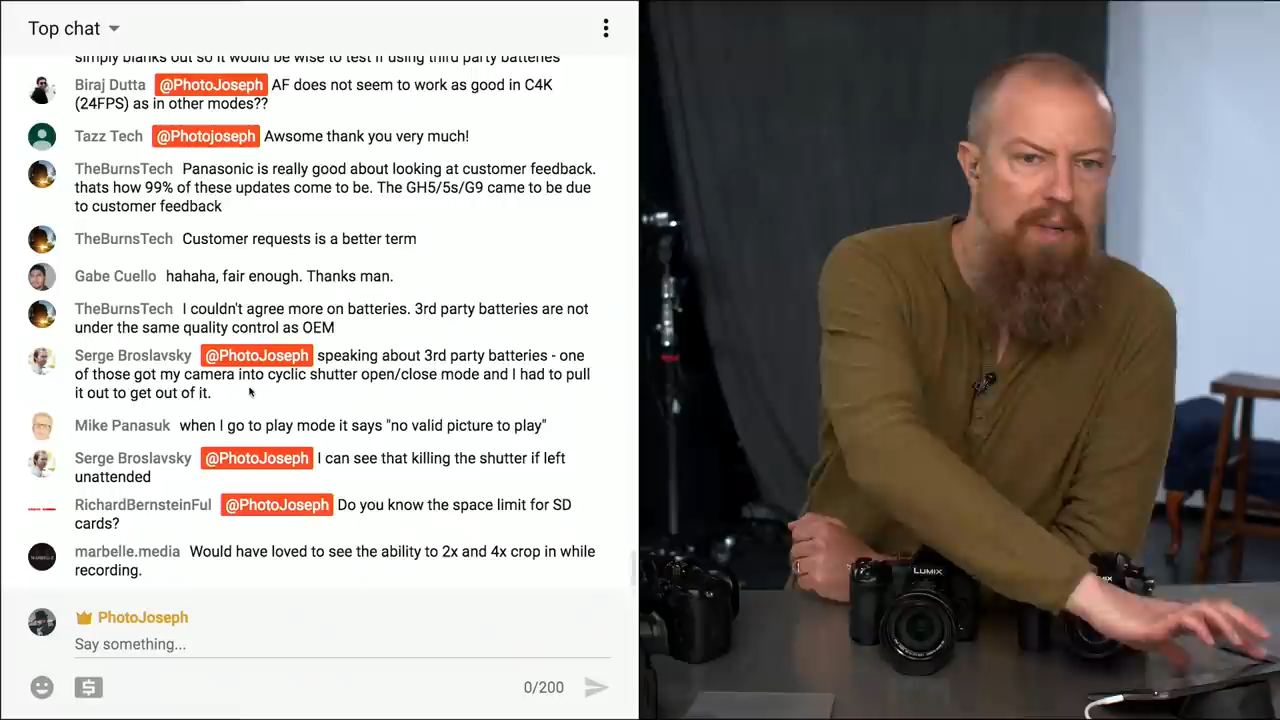 Top chat
simply blanks out so it would be wise to test if using third party batteries
Biraj Dutta @PhotoJoseph AF does not seem to work as good in C4K
(24FPS) as in other modes??
Tazz Tech @Photojoseph Awsome thank you very much!
TheBurnsTech Panasonic is really good about looking at customer feedback.
thats how 99% of these updates come to be. The GH5/5s/G9 came to be due
to customer feedback
TheBurnsTech Customer requests is a better term
Gabe Cuello hahaha, fair enough. Thanks man.
TheBurnsTech I couldn't agree more on batteries. 3rd party batteries are not
under the same quality control as OEM
Serge Broslavsky @PhotoJoseph speaking about 3rd party batteries - one
of those got my camera into cyclic shutter open/close mode and I had to pull
it out to get out of it.
Mike Panasuk when I go to play mode it says "no valid picture to play"
Serge Broslavsky @PhotoJoseph I can see that killing the shutter if left
unattended
RichardBernsteinFul @PhotoJoseph Do you know the space limit for SD
cards?
marbelle.media Would have loved to see the ability to 2x and 4x crop in while
recording.
PhotoJoseph
Say something...
0/200
LUMIX